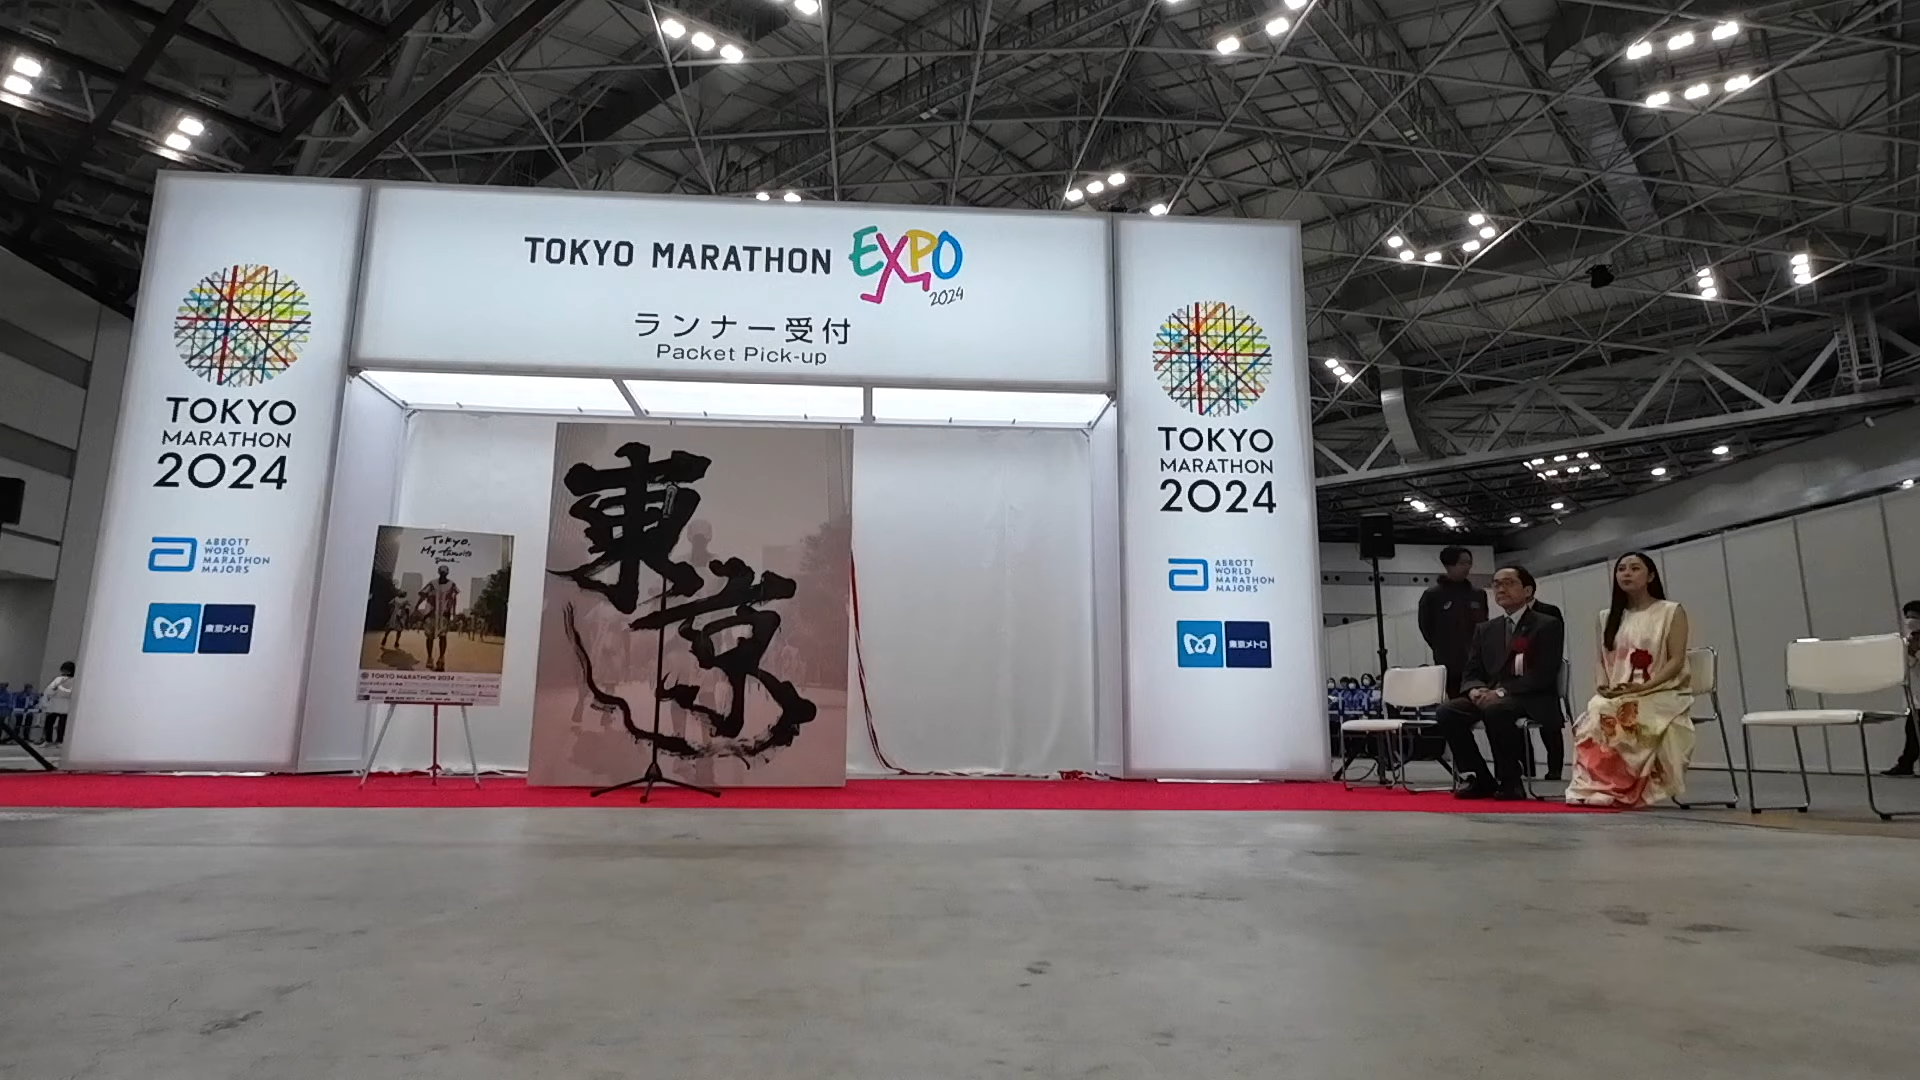 TOKYO MARATHON EXPO
2024
ランナー受付
Packet Pick-up
TOKYO
MARATHON
2024
ABBOTT
WORLD
MARATHON
MAJORS
東京メトロ
Tokyo.
My favorite
TOKYO MARATHON 2024
東京
TOKYO
MARATHON
2024
ABBOTT
WORLD
MARATHON
MAJORS
東京メトロ